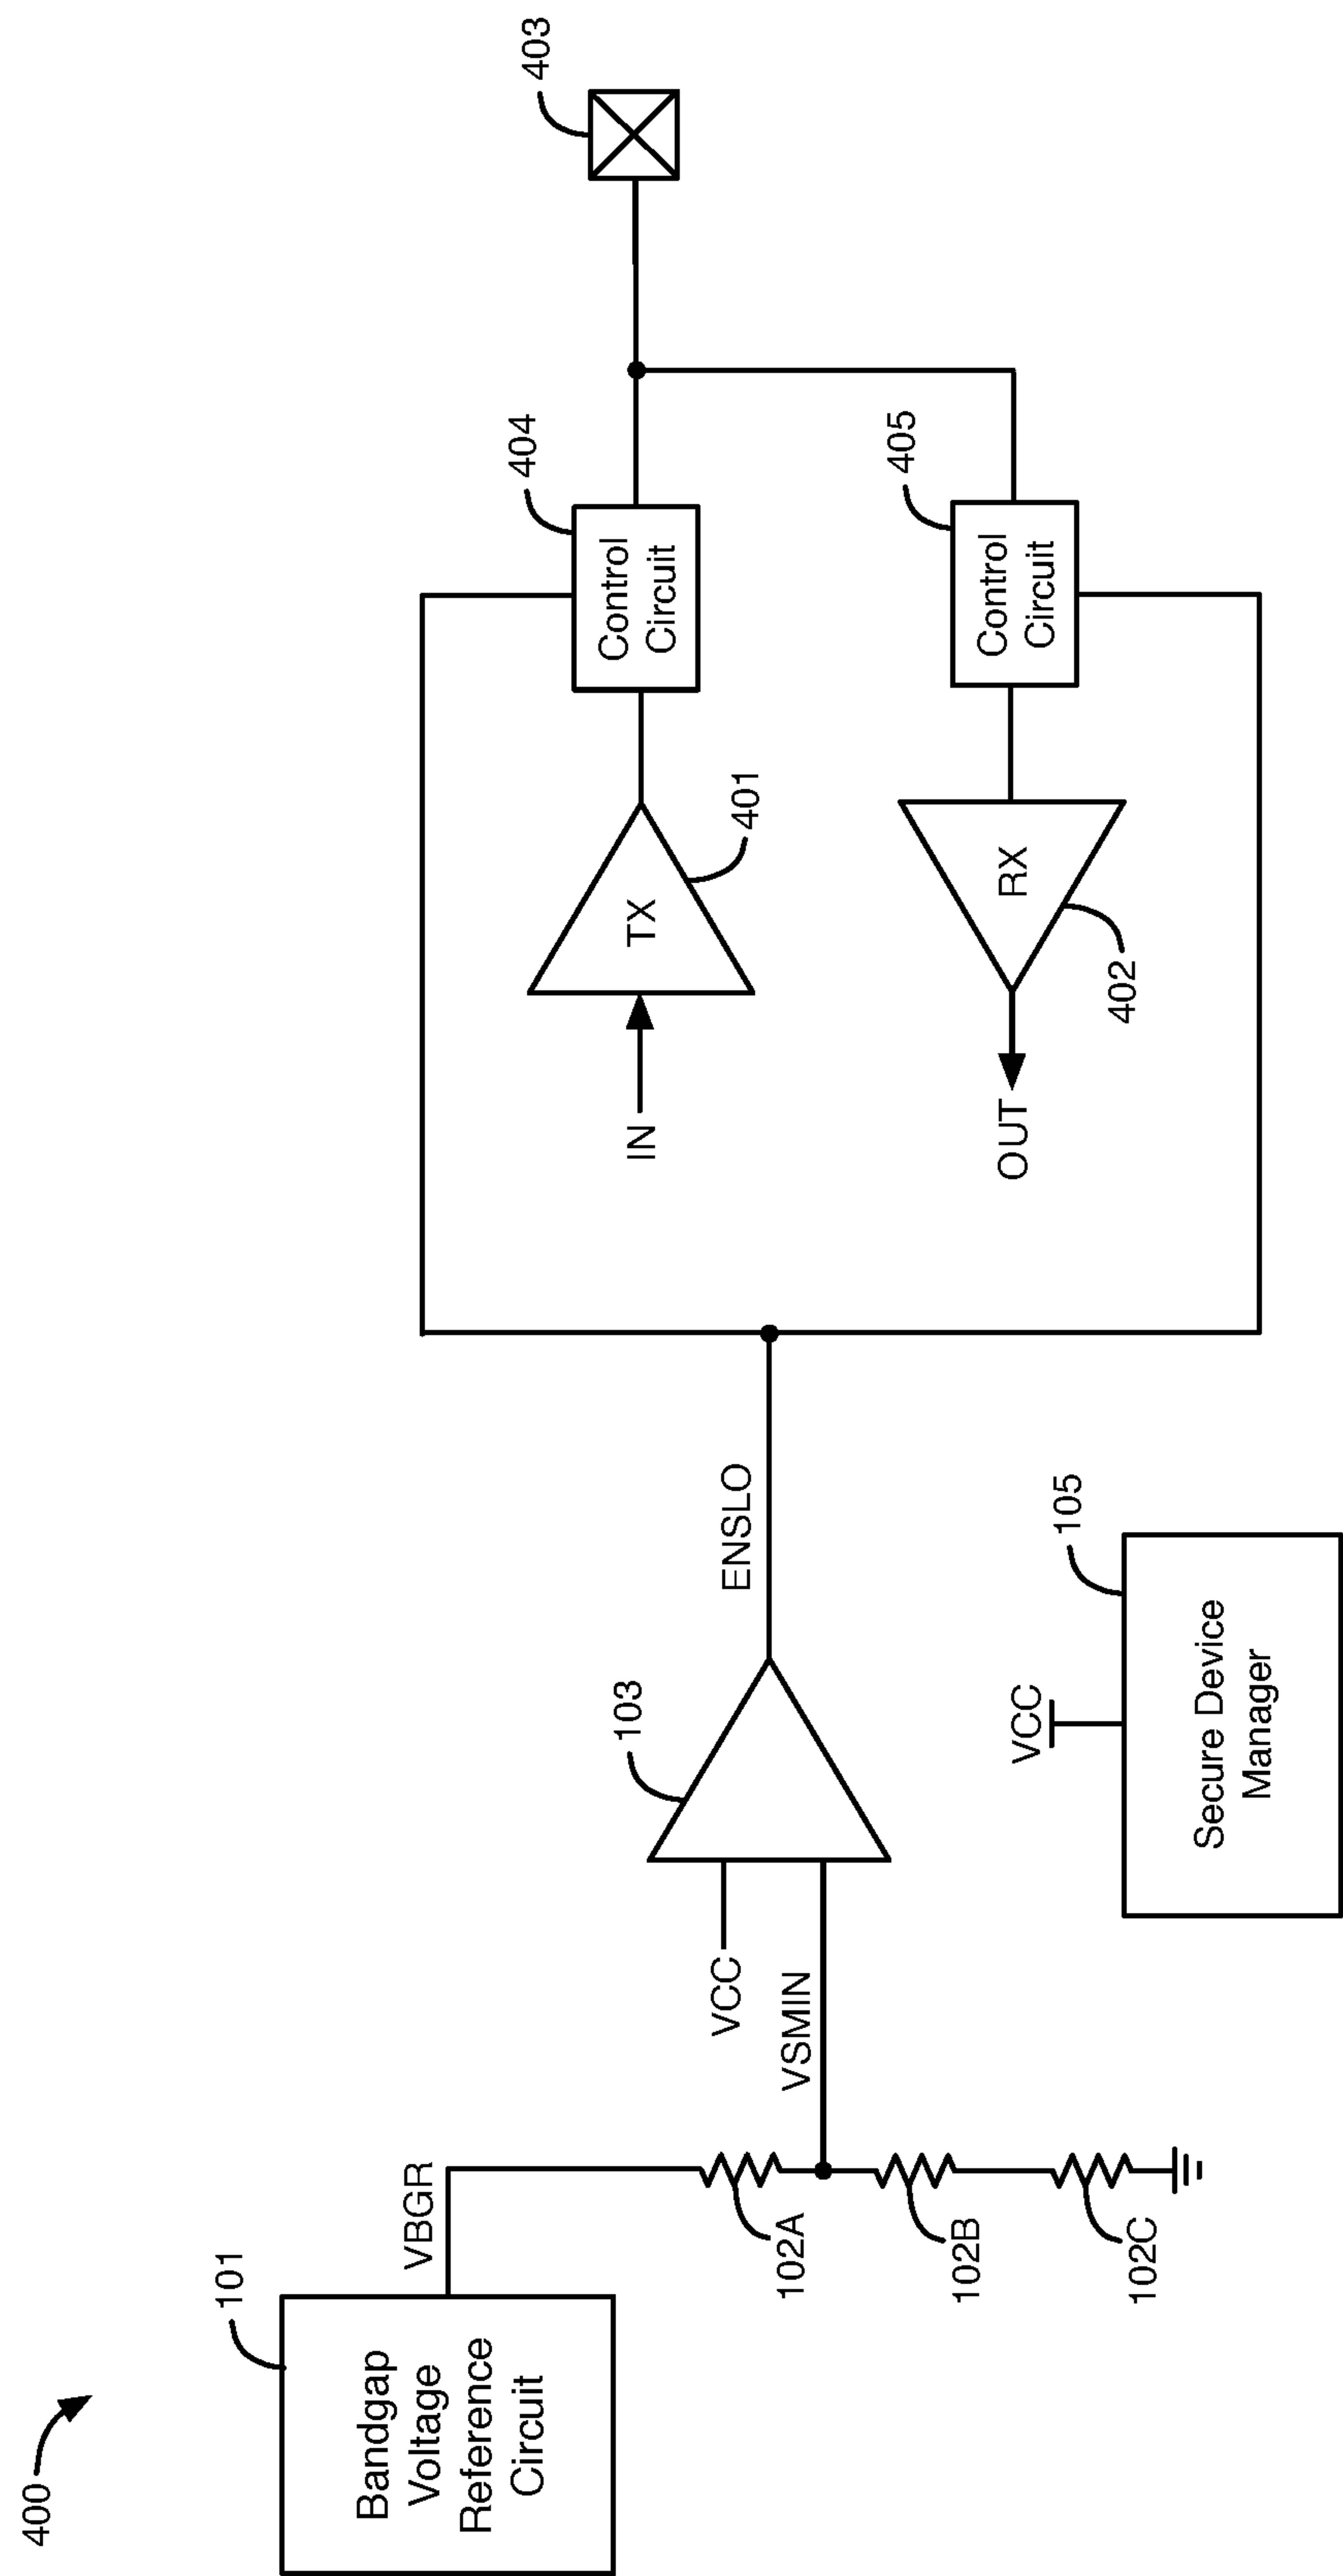 400
101
Bandgap
Voltage
Reference
Circuit
VBGR
102A
102B
102C
VCC
VSMIN
103
ENSLO
VCC
105
Secure Device
Manager
IN
TX
401
404
Control
Circuit
403
OUT
RX
402
405
Control
Circuit